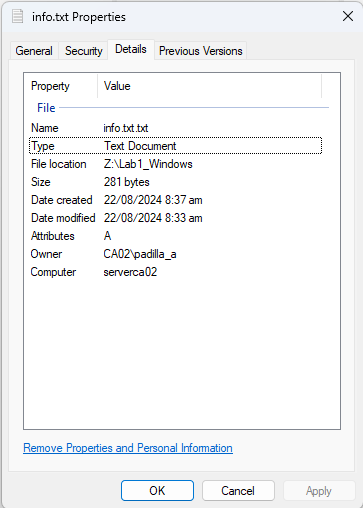 info.txt Properties
General Security Details Previous Versions
Property Value
File
Name info.txt.txt
Type Text Document
File location Z:\Lab1_Windows
Size 281 bytes
Date created 22/08/2024 8:37 am
Date modified 22/08/2024 8:33 am
Attributes A
Owner CA02\padilla_a
Computer serverca02
Remove Properties and Personal Information
OK Cancel Apply